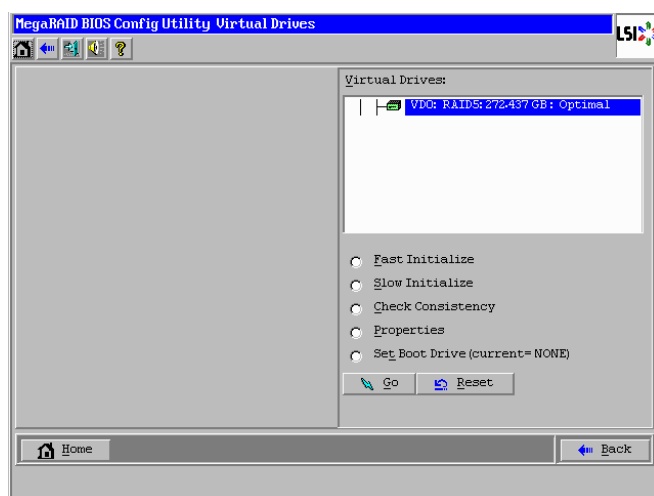 MegaRAID BIOS Config Utility Virtual Drives
LSI
?
Virtual Drives:
VD0: RAID5: 272.437 GB: Optimal
Fast Initialize
Slow Initialize
Check Consistency
Properties
Set Boot Drive (current= NONE)
Go
Reset
Home
Back